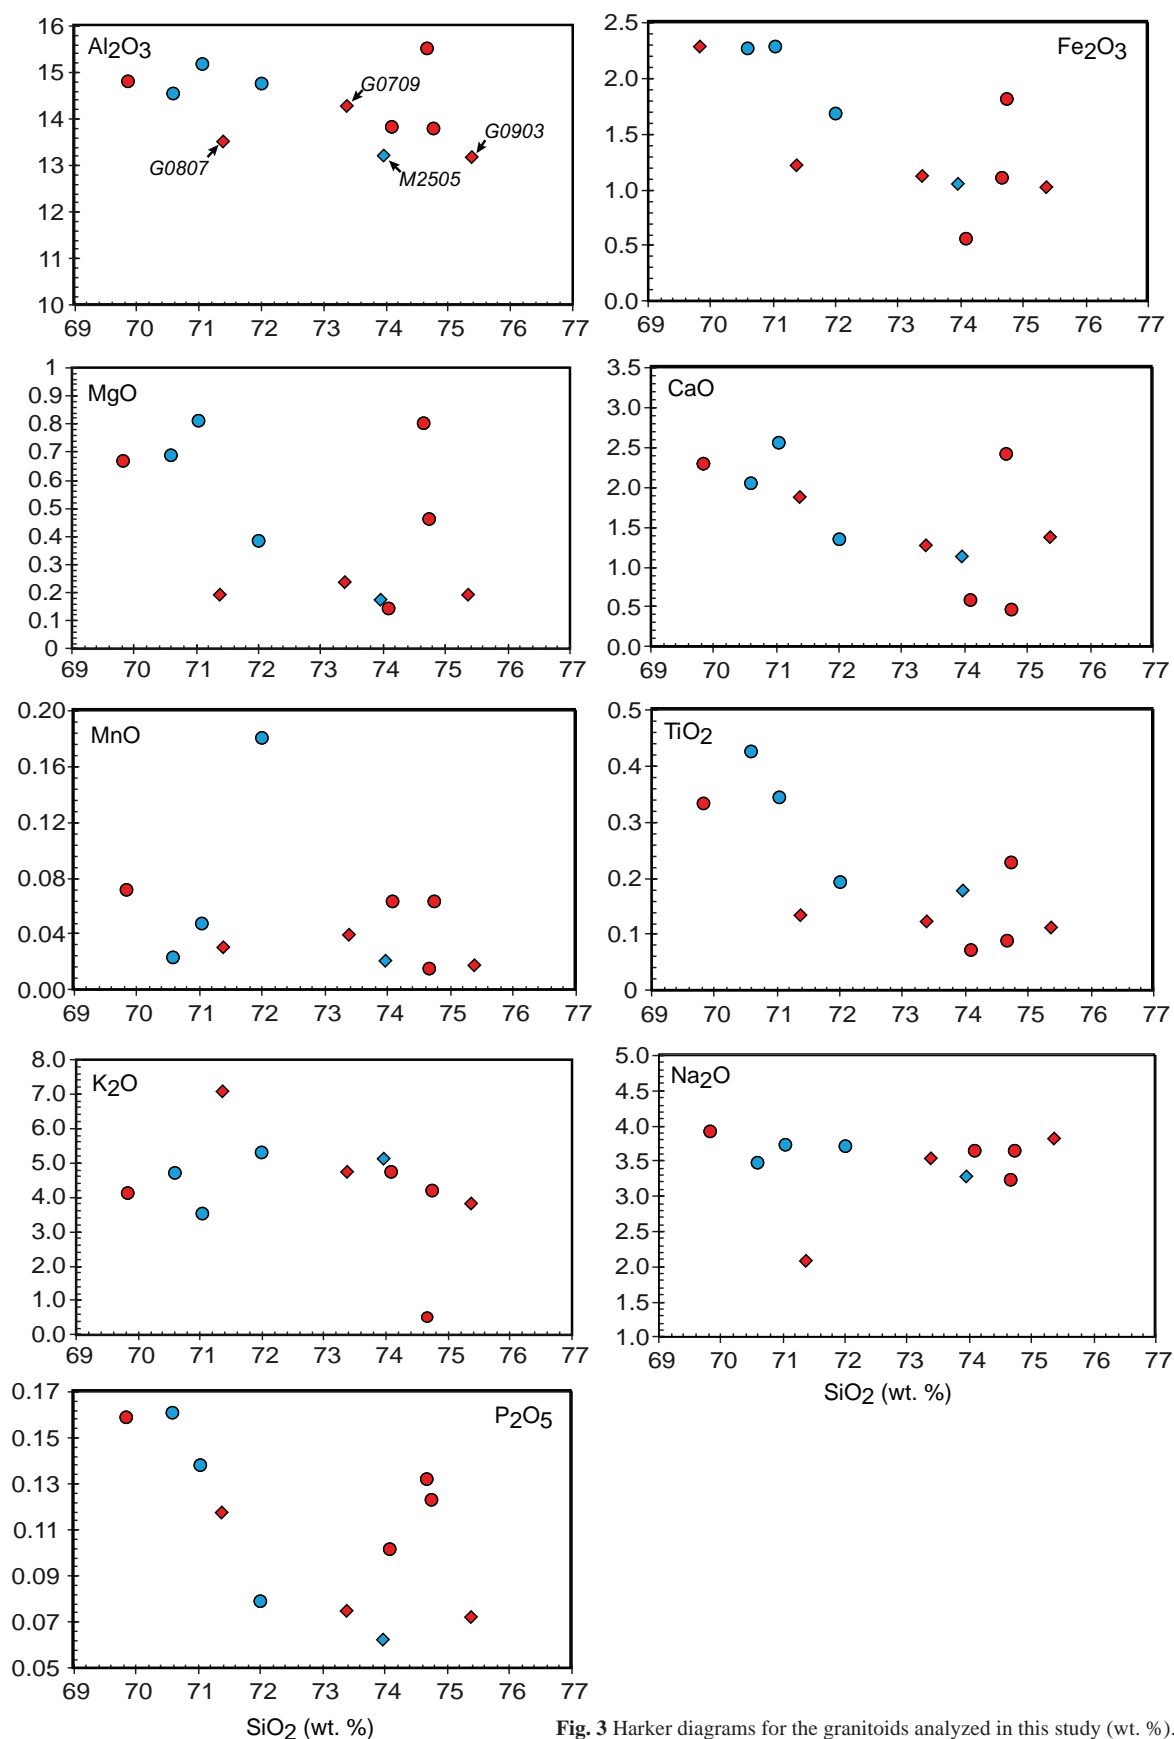 Al2O3
16
15
14
13
12
11
10
G0709
G0807
M2505
G0903
69 70 71 72 73 74 75 76 77
Fe2O3
2.5
2.0
1.5
1.0
0.5
0.0
69 70 71 72 73 74 75 76 77
MgO
1
0.9
0.8
0.7
0.6
0.5
0.4
0.3
0.2
0.1
0
69 70 71 72 73 74 75 76 77
CaO
3.5
3.0
2.5
2.0
1.5
1.0
0.5
0.0
69 70 71 72 73 74 75 76 77
MnO
0.20
0.16
0.12
0.08
0.04
0.00
69 70 71 72 73 74 75 76 77
TiO2
0.5
0.4
0.3
0.2
0.1
0
69 70 71 72 73 74 75 76 77
K2O
8.0
7.0
6.0
5.0
4.0
3.0
2.0
1.0
0.0
69 70 71 72 73 74 75 76 77
Na2O
5.0
4.5
4.0
3.5
3.0
2.5
2.0
1.5
1.0
69 70 71 72 73 74 75 76 77
SiO2 (wt. %)
P2O5
0.17
0.15
0.13
0.11
0.09
0.07
0.05
69 70 71 72 73 74 75 76 77
SiO2 (wt. %)
Fig. 3 Harker diagrams for the granitoids analyzed in this study (wt. %).